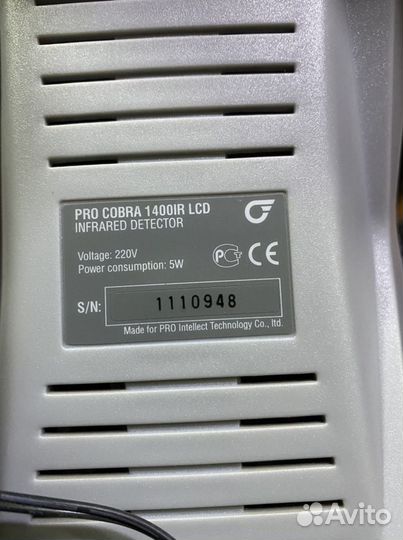 PRO COBRA 1400IR LCD
INFRARED DETECTOR
Voltage: 220V
Power consumption: 5W
S/N: 1110948
Made for PRO Intellect Technology Co., ltd.
Avito